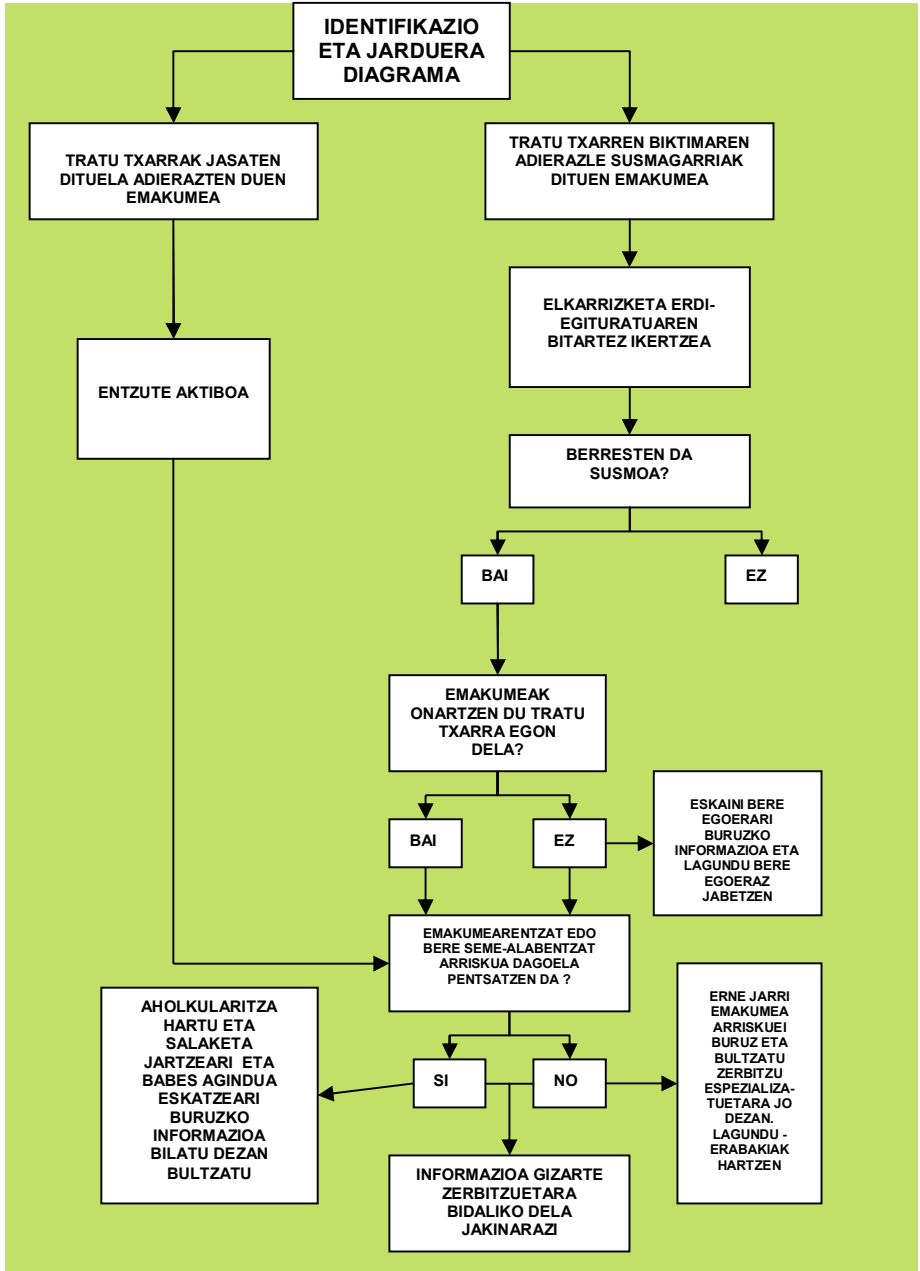 IDENTIFIKAZIO
ETA JARDUERA
DIAGRAMA
TRATU TXARRAK JASATEN
DITUELA ADIERAZTEN DUEN
EMAKUMEA
TRATU TXARREN BIKTIMAREN
ADIERAZLE SUSMAGARRIAK
DITUEN EMAKUMEA
ELKARRIZKETA ERDI-
EGITURATUAREN
BITARTEZ IKERTZEA
ENTZUTE AKTIBOA
BERRESTEN DA
SUSMOA?
BAI
EZ
EMAKUMEAK
ONARTZEN DU TRATU
TXARRA EGON
DELA?
BAI
EZ
ESKAINI BERE
EGOERARI
BURUZKO
INFORMAZIOA ETA
LAGUNDU BERE
EGOERAZ
JABETZEN
EMAKUMEARENTZAT EDO
BERE SEME-ALABENTZAT
ARRISKUA DAGOELA
PENTSATZEN DA ?
AHOLKULARITZA
HARTU ETA
SALAKETA
JARTZEARI ETA
BABES AGINDUA
ESKATZEARI
BURUZKO
INFORMAZIOA
BILATU DEZAN
BULTZATU
SI
NO
ERNE JARRI
EMAKUMEA
ARRISKUEI
BURUZ ETA
BULTZATU
ZERBITZU
ESPEZIALIZA-
TUETARA JO
DEZAN.
LAGUNDU -
ERABAKIAK
HARTZEN
INFORMAZIOA GIZARTE
ZERBITZUETARA
BIDALIKO DELA
JAKINARAZI